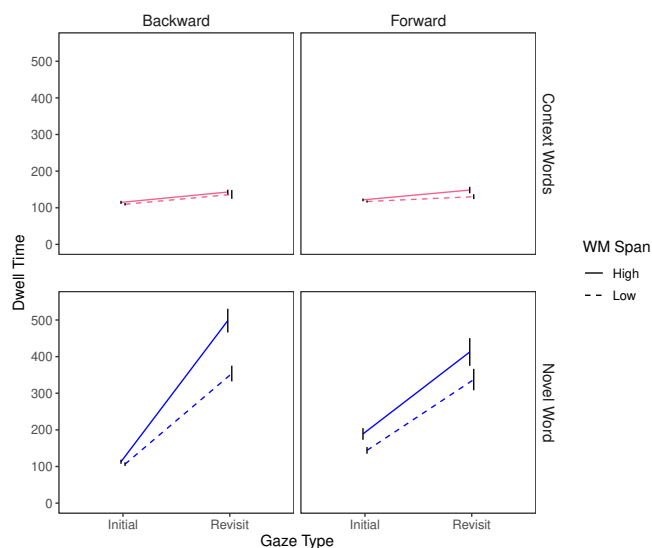 Backward
Forward
500
400
300
200
100
0
Context Words
500
400
300
200
100
0
Novel Word
Dwell Time
Initial
Revisit
Initial
Revisit
Gaze Type
WM Span
High
Low